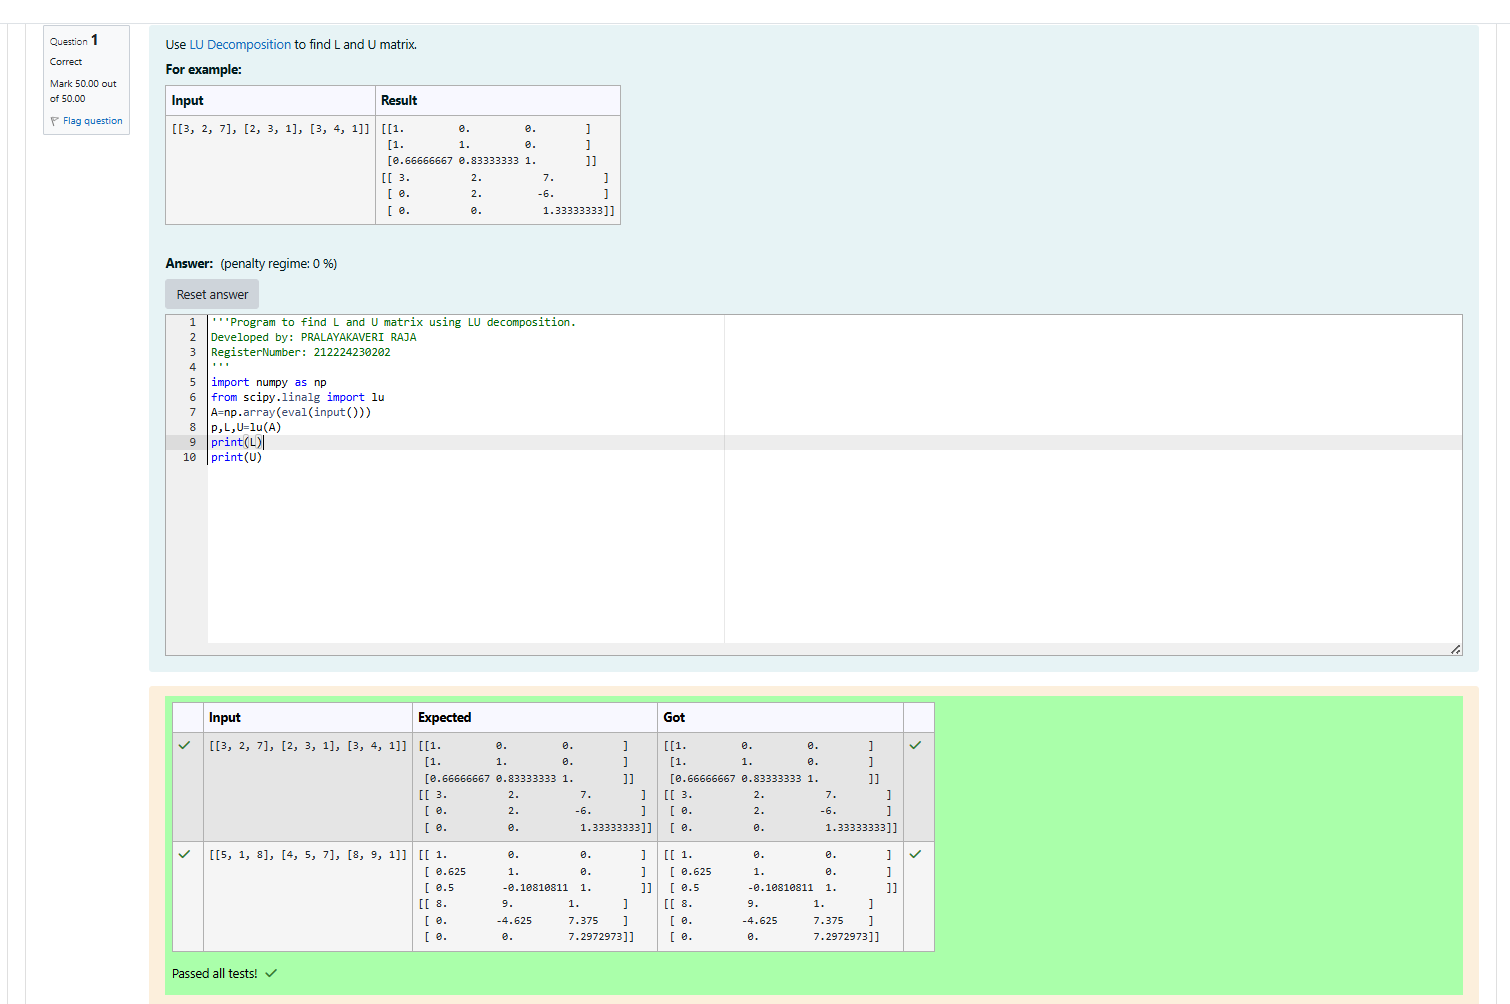 Question 1
Correct
Mark 50.00 out
of 50.00
Flag question
Use LU Decomposition to find L and U matrix.
For example:
Input Result
[[3, 2, 7], [2, 3, 1], [3, 4, 1]] [[1. 0. 0. ]
[1. 1. 0. ]
[0.66666667 0.83333333 1. ]]
[[ 3. 2. 7. ]
[ 0. 2. -6. ]
[ 0. 0. 1.33333333]]
Answer: (penalty regime: 0 %)
Reset answer
1 '''Program to find L and U matrix using LU decomposition.
2 Developed by: PRALAYAKAVERI RAJA
3 RegisterNumber: 212224230202
4 '''
5 import numpy as np
6 from scipy.linalg import lu
7 A=np.array(eval(input()))
8 p,L,U=lu(A)
9 print(L)
10 print(U)
Input Expected Got
[[3, 2, 7], [2, 3, 1], [3, 4, 1]] [[1. 0. 0. ] [[1. 0. 0. ]
[1. 1. 0. ] [1. 1. 0. ]
[0.66666667 0.83333333 1. ]] [0.66666667 0.83333333 1. ]]
[[ 3. 2. 7. ] [[ 3. 2. 7. ]
[ 0. 2. -6. ] [ 0. 2. -6. ]
[ 0. 0. 1.33333333]] [ 0. 0. 1.33333333]]
[[5, 1, 8], [4, 5, 7], [8, 9, 1]] [[ 1. 0. 0. ] [[ 1. 0. 0. ]
[ 0.625 1. 0. ] [ 0.625 1. 0. ]
[ 0.5 -0.10810811 1. ]] [ 0.5 -0.10810811 1. ]]
[[ 8. 9. 1. ] [[ 8. 9. 1. ]
[ 0. -4.625 7.375 ] [ 0. -4.625 7.375 ]
[ 0. 0. 7.2972973]] [ 0. 0. 7.2972973]]
Passed all tests!